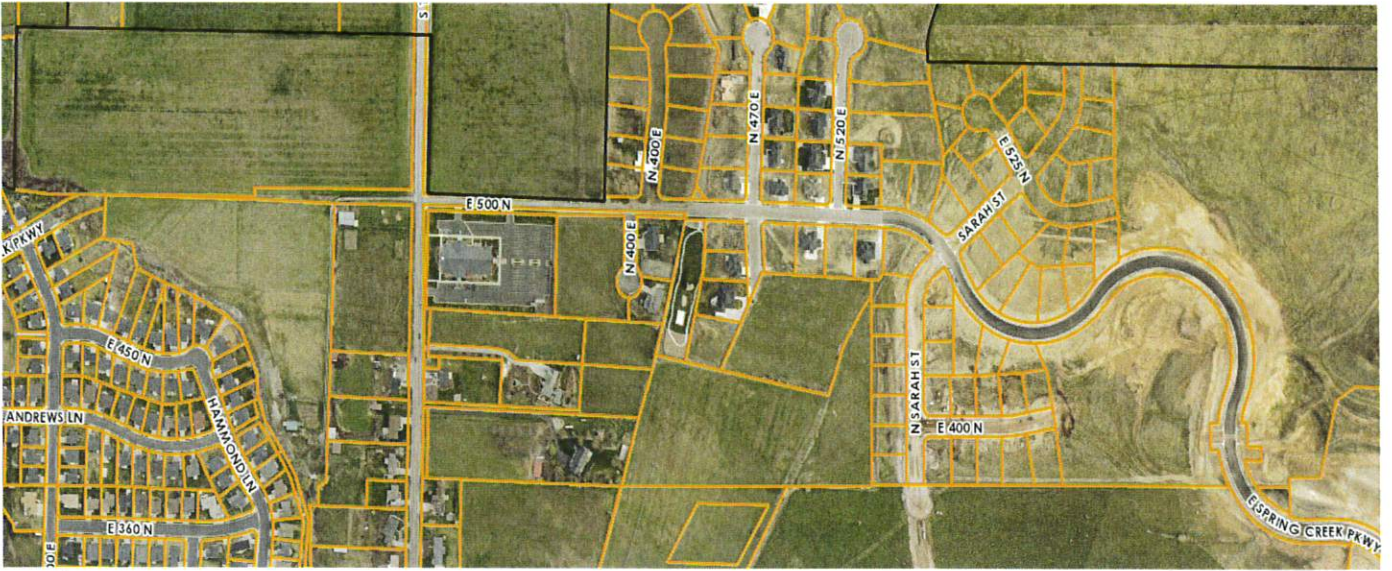 S
N 400 E
N 470 E
N 520 E
E 525 N
SARAH ST
E 500 N
N 400 E
K PKWY
E 450 N
HAMMOND LN
ANDREWS LN
E 360 N
00 E
N SARAH ST
E 400 N
E SPRING CREEK PKWY